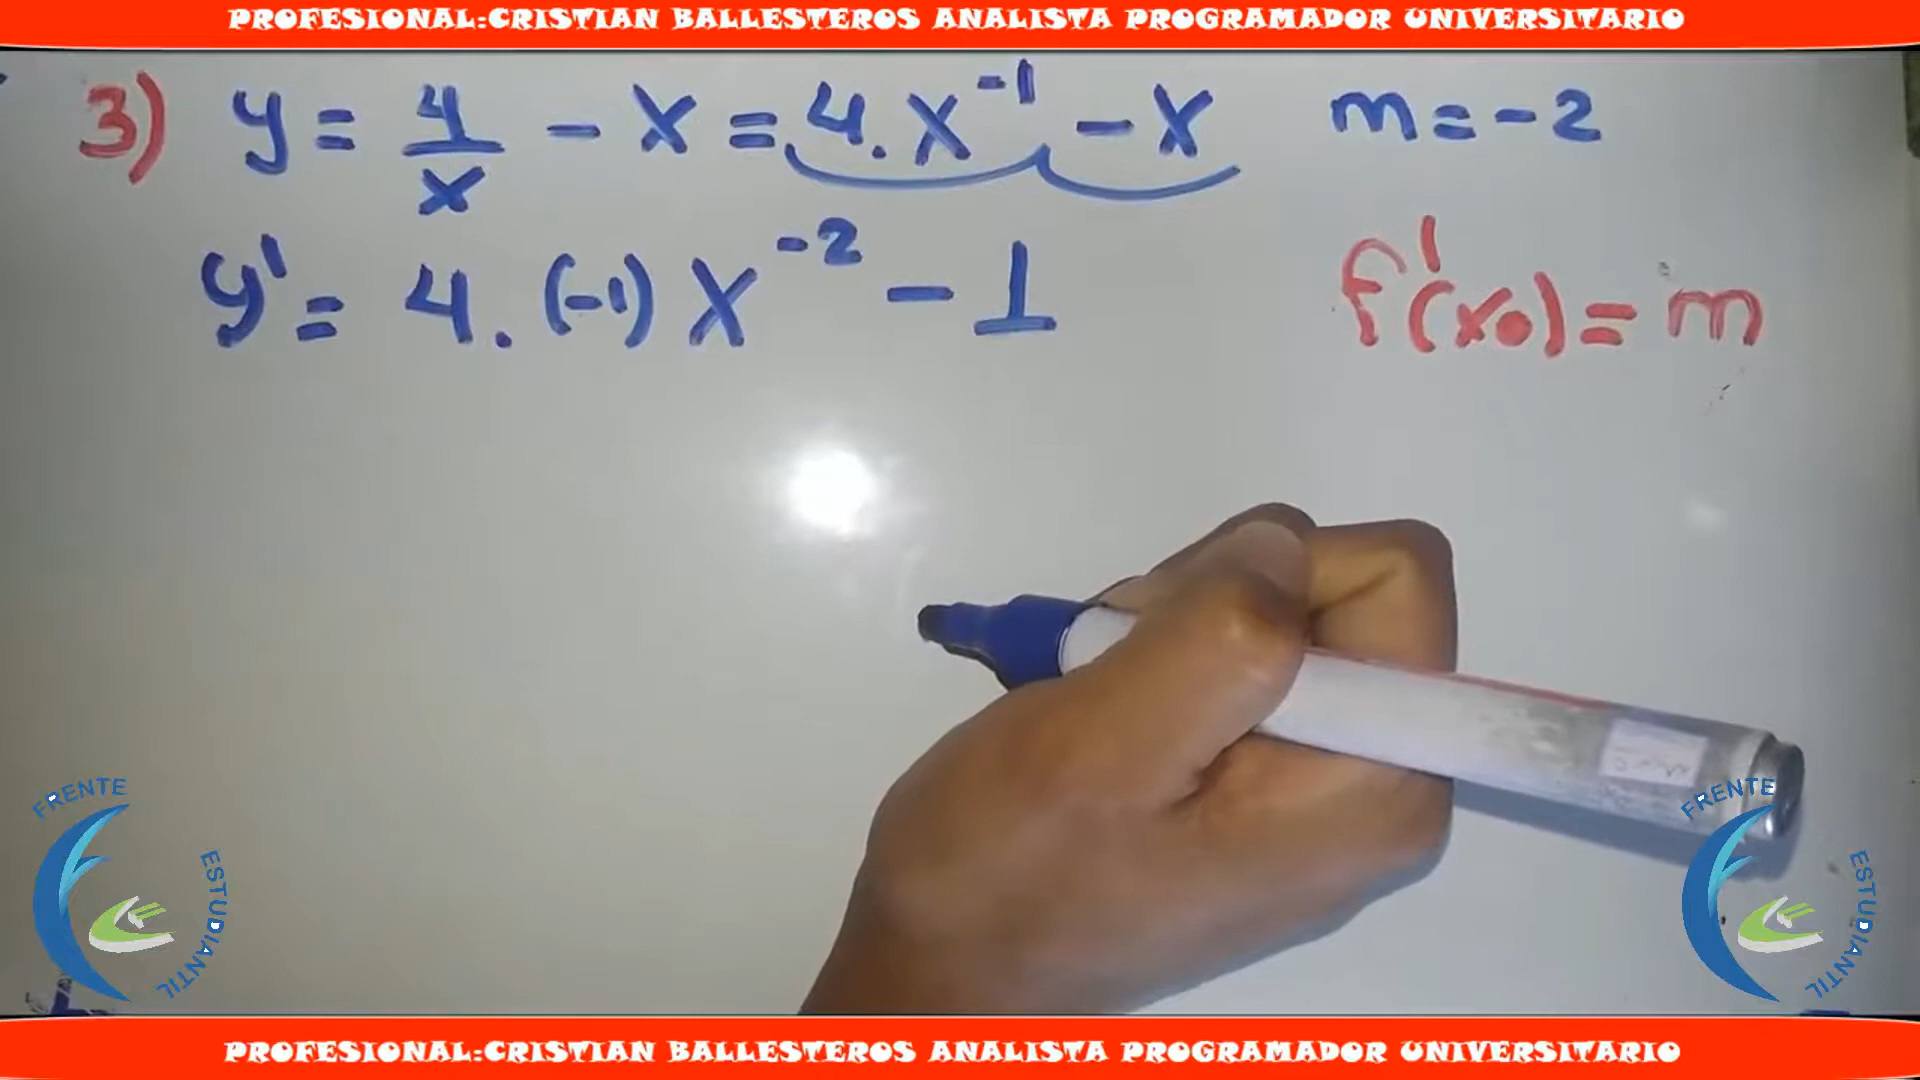 PROFESIONAL:CRISTIAN BALLESTEROS ANALISTA PROGRAMADOR UNIVERSITARIO
3) y = 4/x - x = 4.x⁻¹ - x m = -2
y' = 4.(-1)x⁻² - 1 f'(x₀) = m
FRENTE ESTUDIANTIL
FRENTE ESTUDIANTIL
PROFESIONAL:CRISTIAN BALLESTEROS ANALISTA PROGRAMADOR UNIVERSITARIO